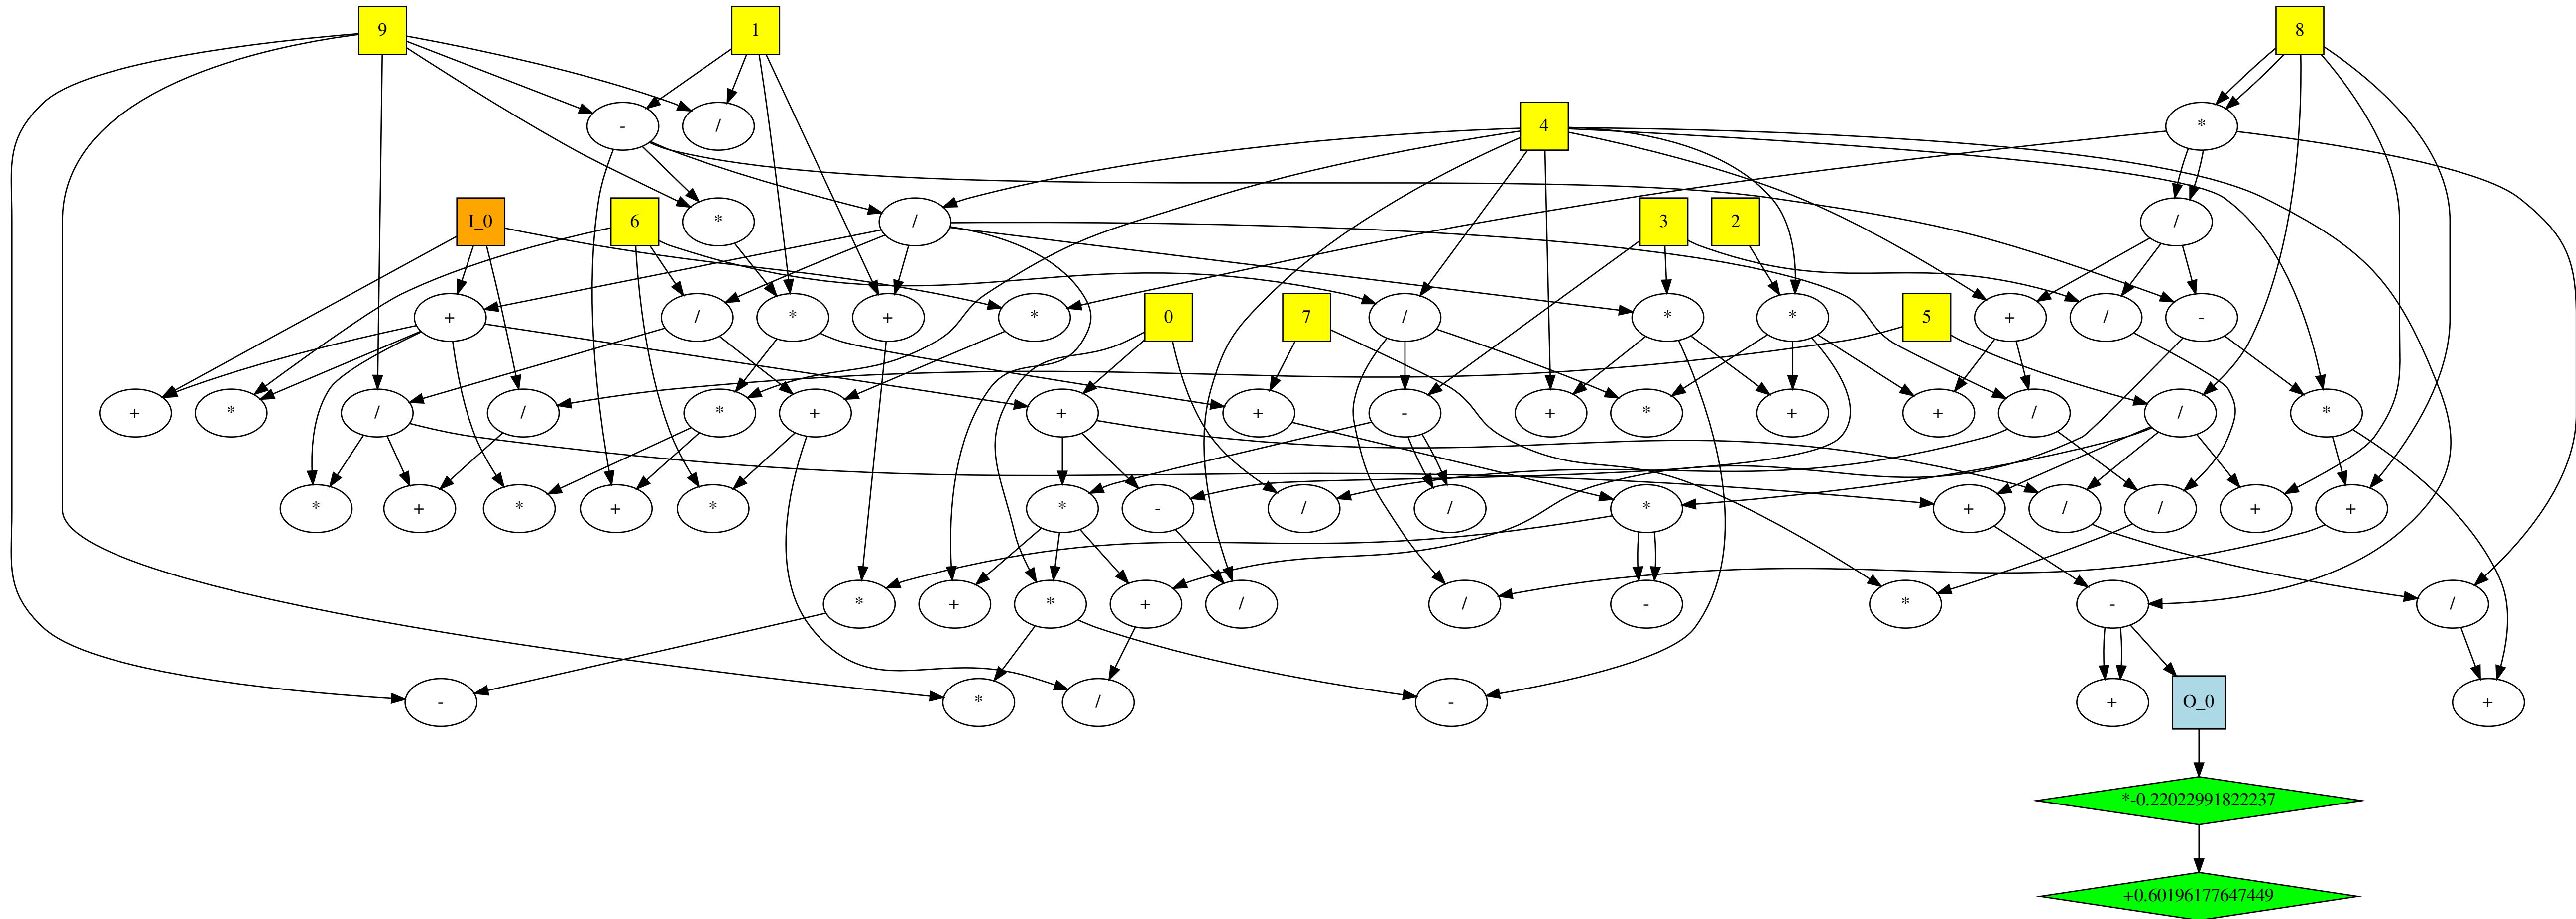 9 1 8
- / 4 *
I_0 6 * / 3 2 /
+ / * + * 0 7 / * * 5 + / -
+ * / / * + + + - + * + + / / *
* + * + * * - / / * + / / + +
* + * + / / - * - /
- * / - + O_0 +
*-0.22022991822237
+0.60196177647449